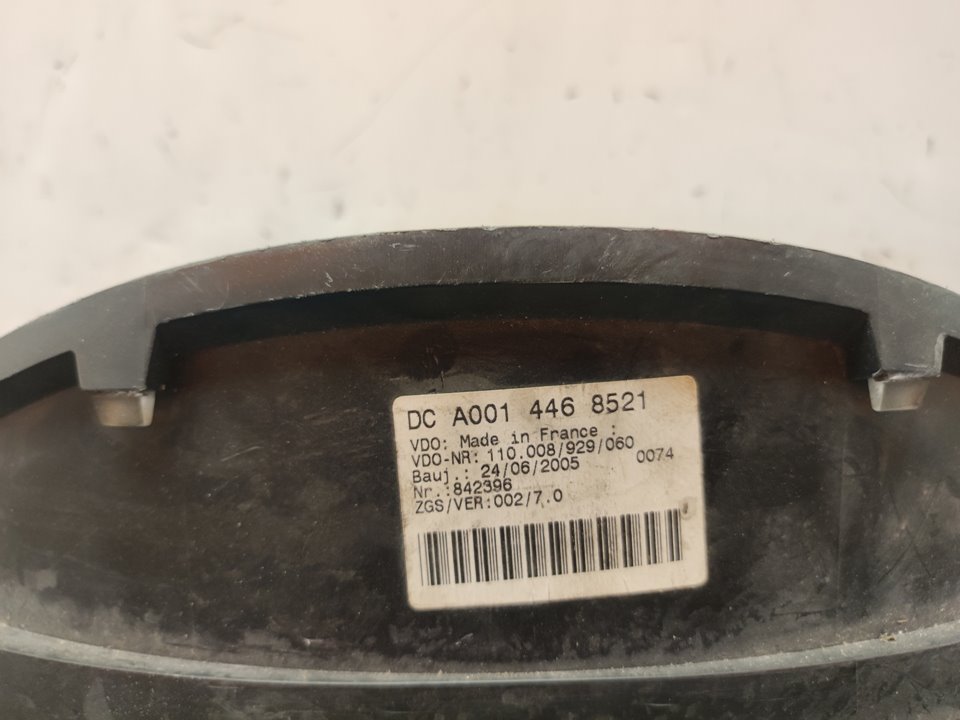 DC A001 446 8521
VDO: Made in France :
VDO-NR: 110.008/929/060
Bauj.: 24/06/2005 0074
Nr.:842396
ZGS/VER:002/7.0